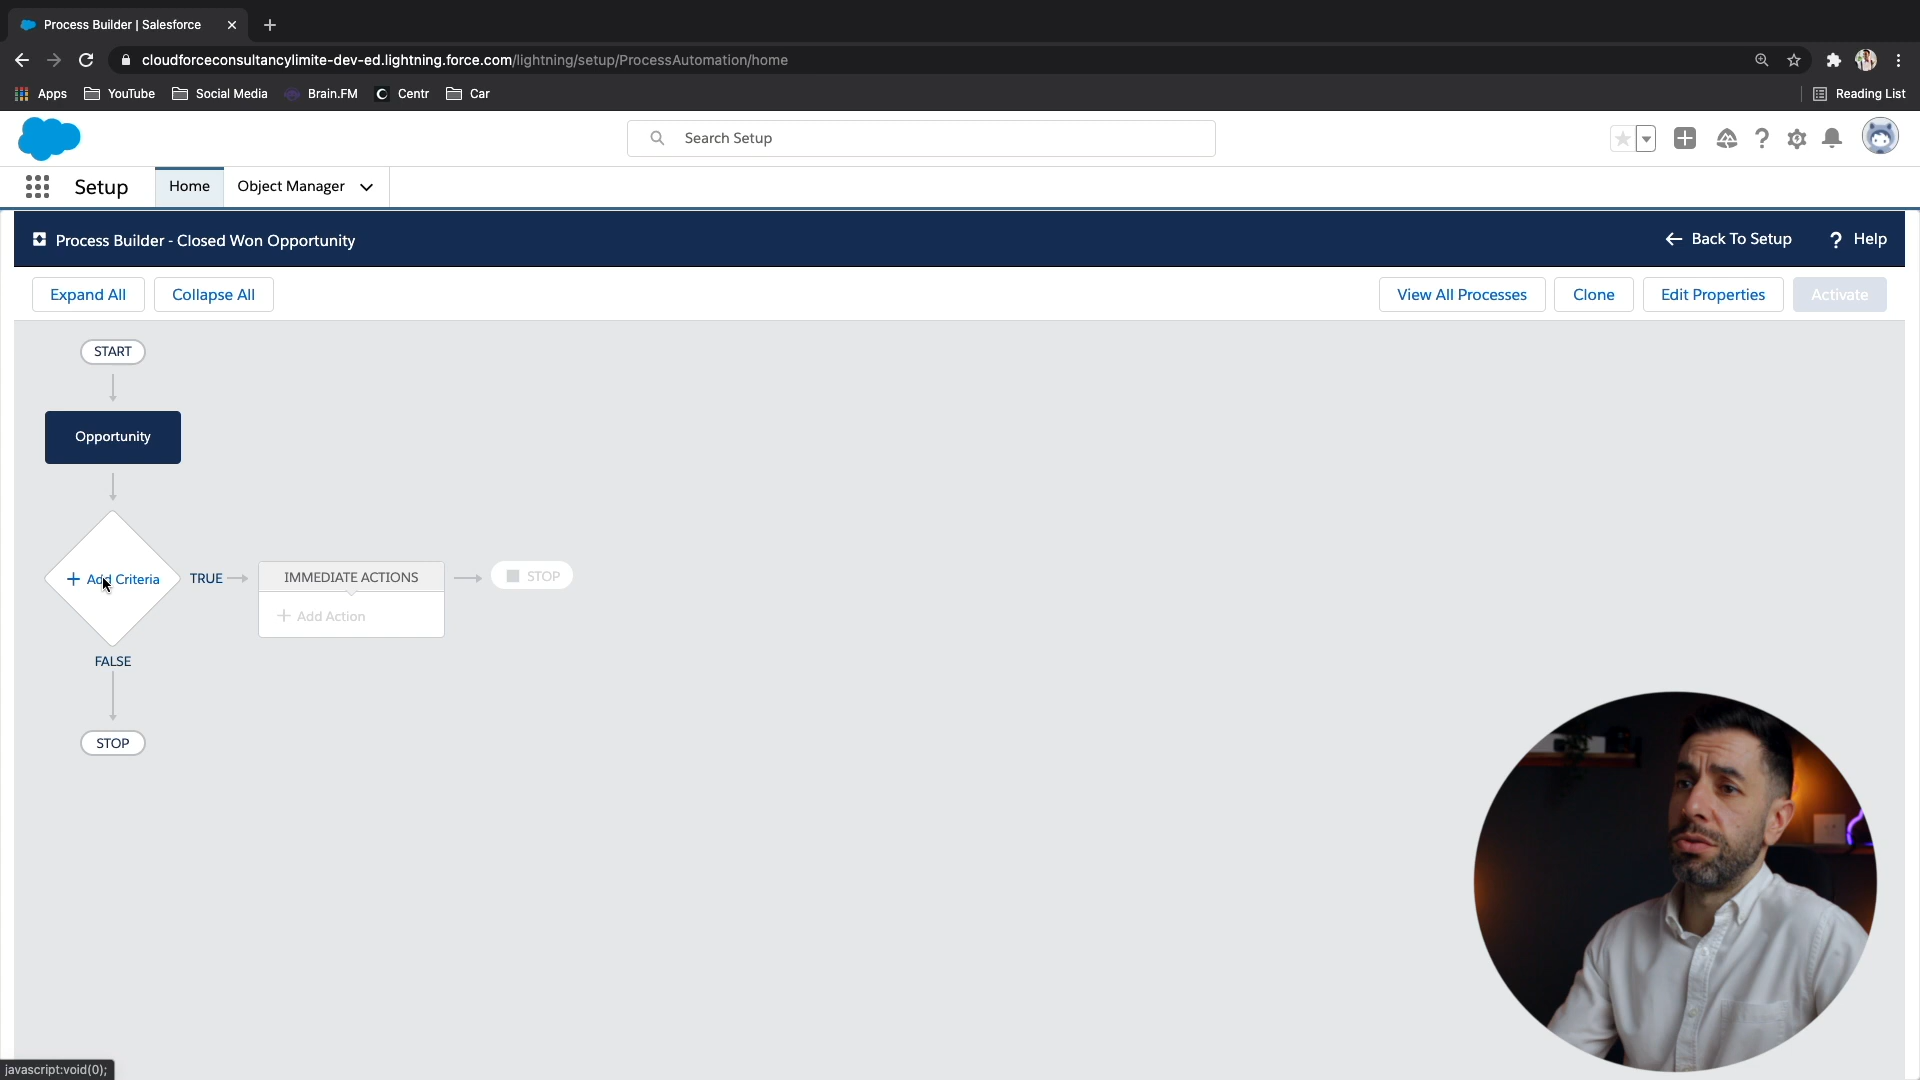 Process Builder | Salesforce
cloudforceconsultancylimite-dev-ed.lightning.force.com/lightning/setup/ProcessAutomation/home
Apps YouTube Social Media Brain.FM Centr Car Reading List
Search Setup
Setup Home Object Manager
Process Builder - Closed Won Opportunity Back To Setup ? Help
Expand All Collapse All View All Processes Clone Edit Properties Activate
START
Opportunity
+ Add Criteria TRUE IMMEDIATE ACTIONS STOP
+ Add Action
FALSE
STOP
javascript:void(0);